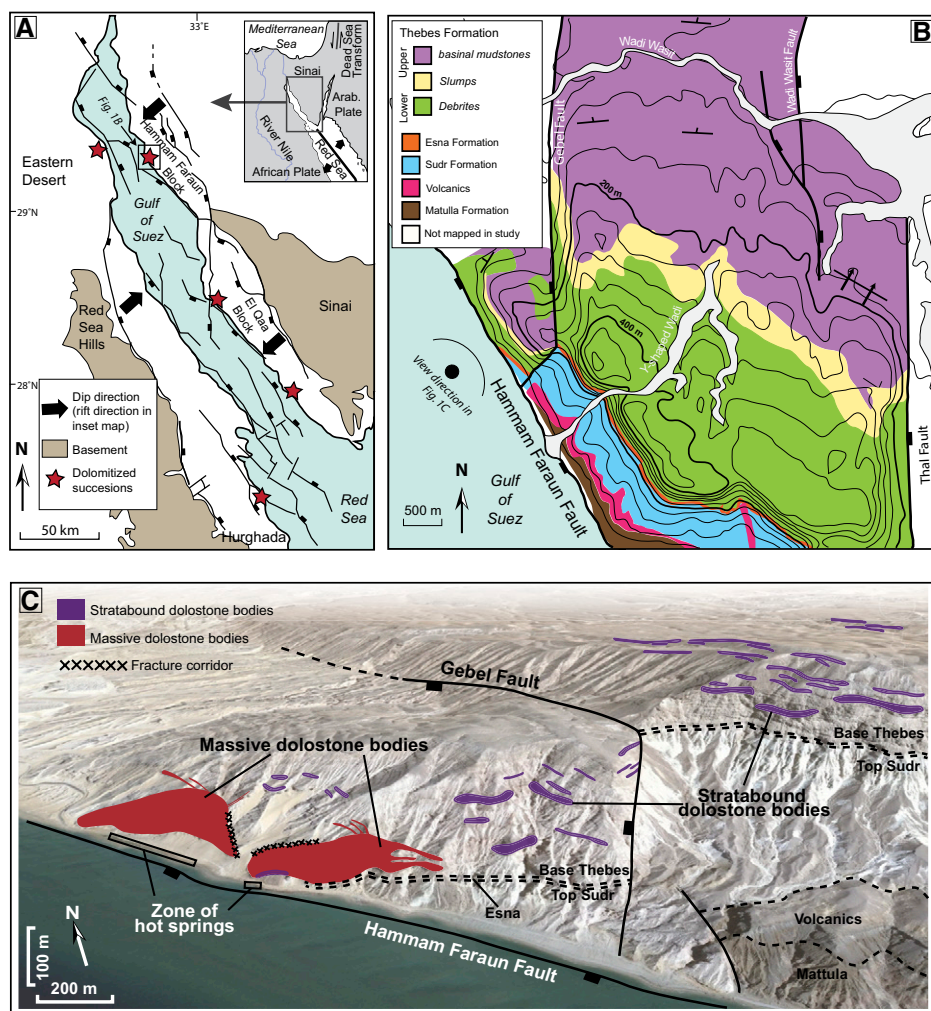 A
33°E
Mediterranean
Sea
Dead Sea
Transform
Sinai
Arab.
Plate
River Nile
Red Sea
African Plate
Fig. 1B
Hammam Faraun
Block
Eastern
Desert
Gulf
of
Suez
29°N
Sinai
El Qaa
Block
Red
Sea
Hills
28°N
Dip direction
(rift direction in
inset map)
Basement
Dolomitized
succesions
N
50 km
Red
Sea
Hurghada
B
Thebes Formation
Upper
Lower
basinal mudstones
Slumps
Debrites
Esna Formation
Sudr Formation
Volcanics
Matulla Formation
Not mapped in study
Wadi Wasit
Wadi Wasit Fault
Gebel Fault
200 m
400 m
Y-shaped Wadi
View direction in
Fig. 1C
Hammam Faraun Fault
Thal Fault
N
500 m
Gulf
of
Suez
C
Stratabound dolostone bodies
Massive dolostone bodies
Fracture corridor
Gebel Fault
Massive dolostone bodies
Base Thebes
Top Sudr
Stratabound
dolostone bodies
Base Thebes
Top Sudr
Esna
Zone of
hot springs
Hammam Faraun Fault
Volcanics
Mattula
N
100 m
200 m